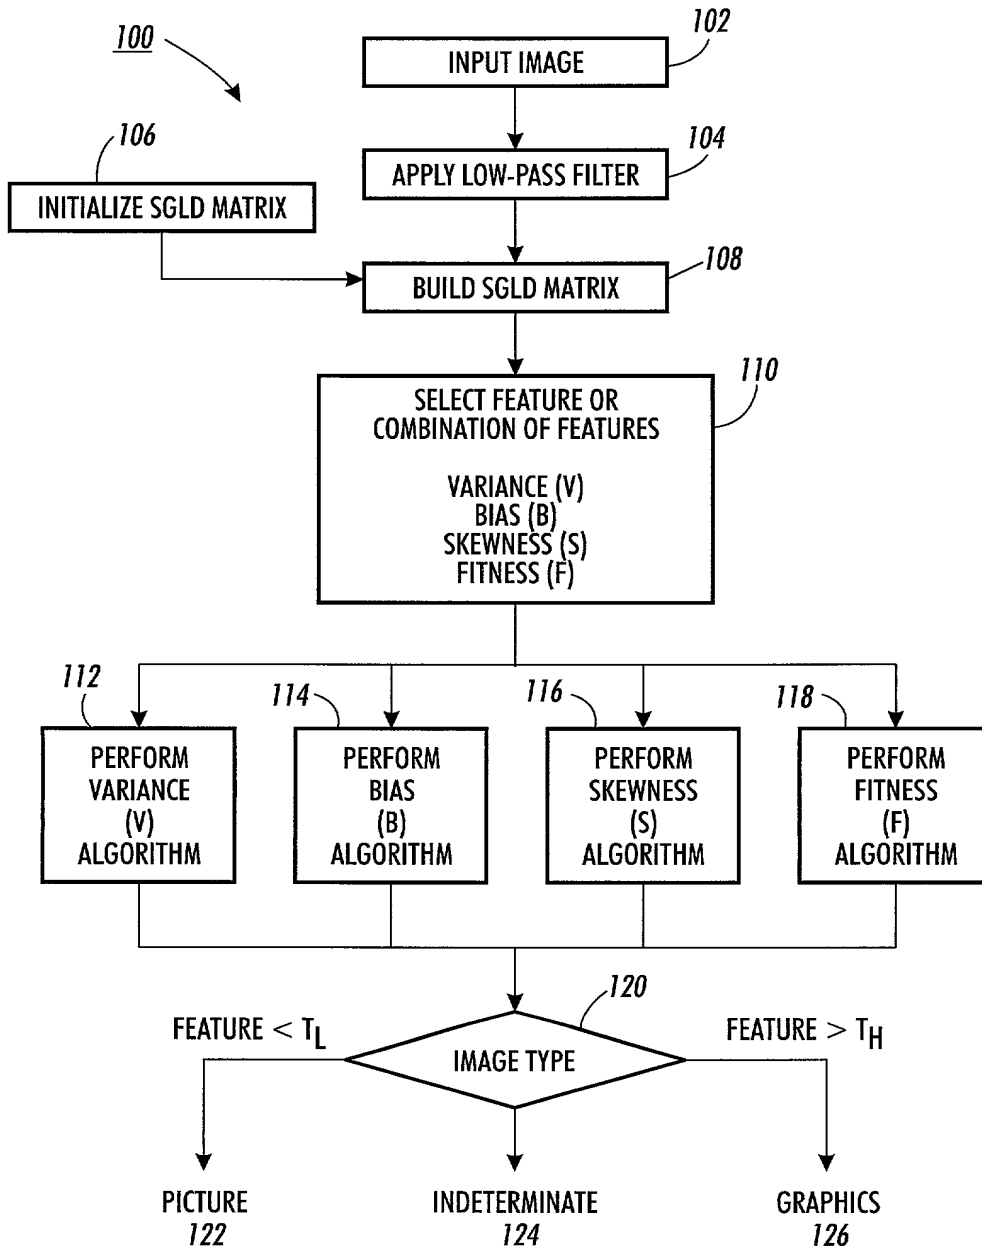 100
102
INPUT IMAGE
104
APPLY LOW-PASS FILTER
106
INITIALIZE SGLD MATRIX
108
BUILD SGLD MATRIX
110
SELECT FEATURE OR
COMBINATION OF FEATURES
VARIANCE (V)
BIAS (B)
SKEWNESS (S)
FITNESS (F)
112
PERFORM
VARIANCE
(V)
ALGORITHM
114
PERFORM
BIAS
(B)
ALGORITHM
116
PERFORM
SKEWNESS
(S)
ALGORITHM
118
PERFORM
FITNESS
(F)
ALGORITHM
120
FEATURE < TL
IMAGE TYPE
FEATURE > TH
PICTURE
122
INDETERMINATE
124
GRAPHICS
126